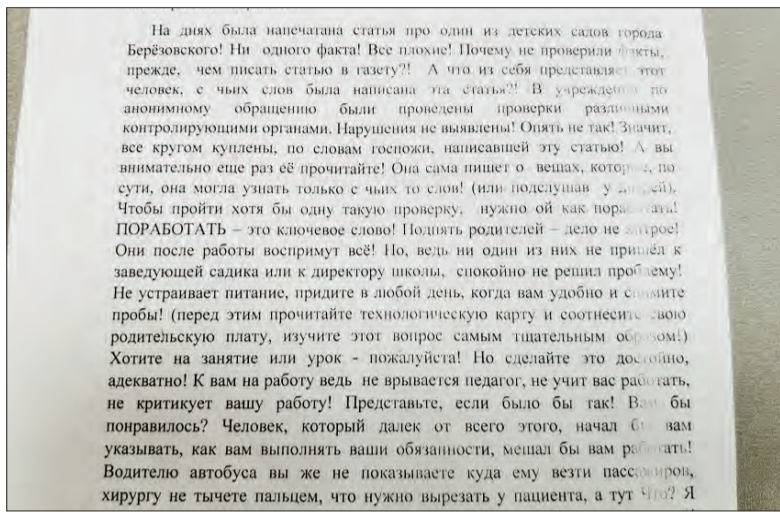 На днях была напечатана статья про один из детских садов города
Берёзовского! Ни одного факта! Все плохие! Почему не проверили факты,
прежде, чем писать статью в газету?! А что из себя представляет этот
человек, с чьих слов была написана эта статья?! В учреждении по
анонимному обращению были проведены проверки различными
контролирующими органами. Нарушения не выявлены! Опять не так! Значит,
все кругом куплены, по словам госпожи, написавшей эту статью! А вы
внимательно еще раз её прочитайте! Она сама пишет о вещах, которые, по
сути, она могла узнать только с чьих то слов! (или подслушав у дверей).
Чтобы пройти хотя бы одну такую проверку, нужно ой как поработать!
ПОРАБОТАТЬ – это ключевое слово! Поднять родителей – дело не хитрое!
Они после работы воспримут всё! Но, ведь ни один из них не пришёл к
заведующей садика или к директору школы, спокойно не решил проблему!
Не устраивает питание, придите в любой день, когда вам удобно и снимите
пробы! (перед этим прочитайте технологическую карту и соотнесите свою
родительскую плату, изучите этот вопрос самым тщательным образом!)
Хотите на занятие или урок - пожалуйста! Но сделайте это достойно,
адекватно! К вам на работу ведь не врывается педагог, не учит вас работать,
не критикует вашу работу! Представьте, если было бы так! Вам бы
понравилось? Человек, который далек от всего этого, начал бы вам
указывать, как вам выполнять ваши обязанности, мешал бы вам работать!
Водителю автобуса вы же не показываете куда ему везти пассажиров,
хирургу не тычете пальцем, что нужно вырезать у пациента, а тут Что? Я